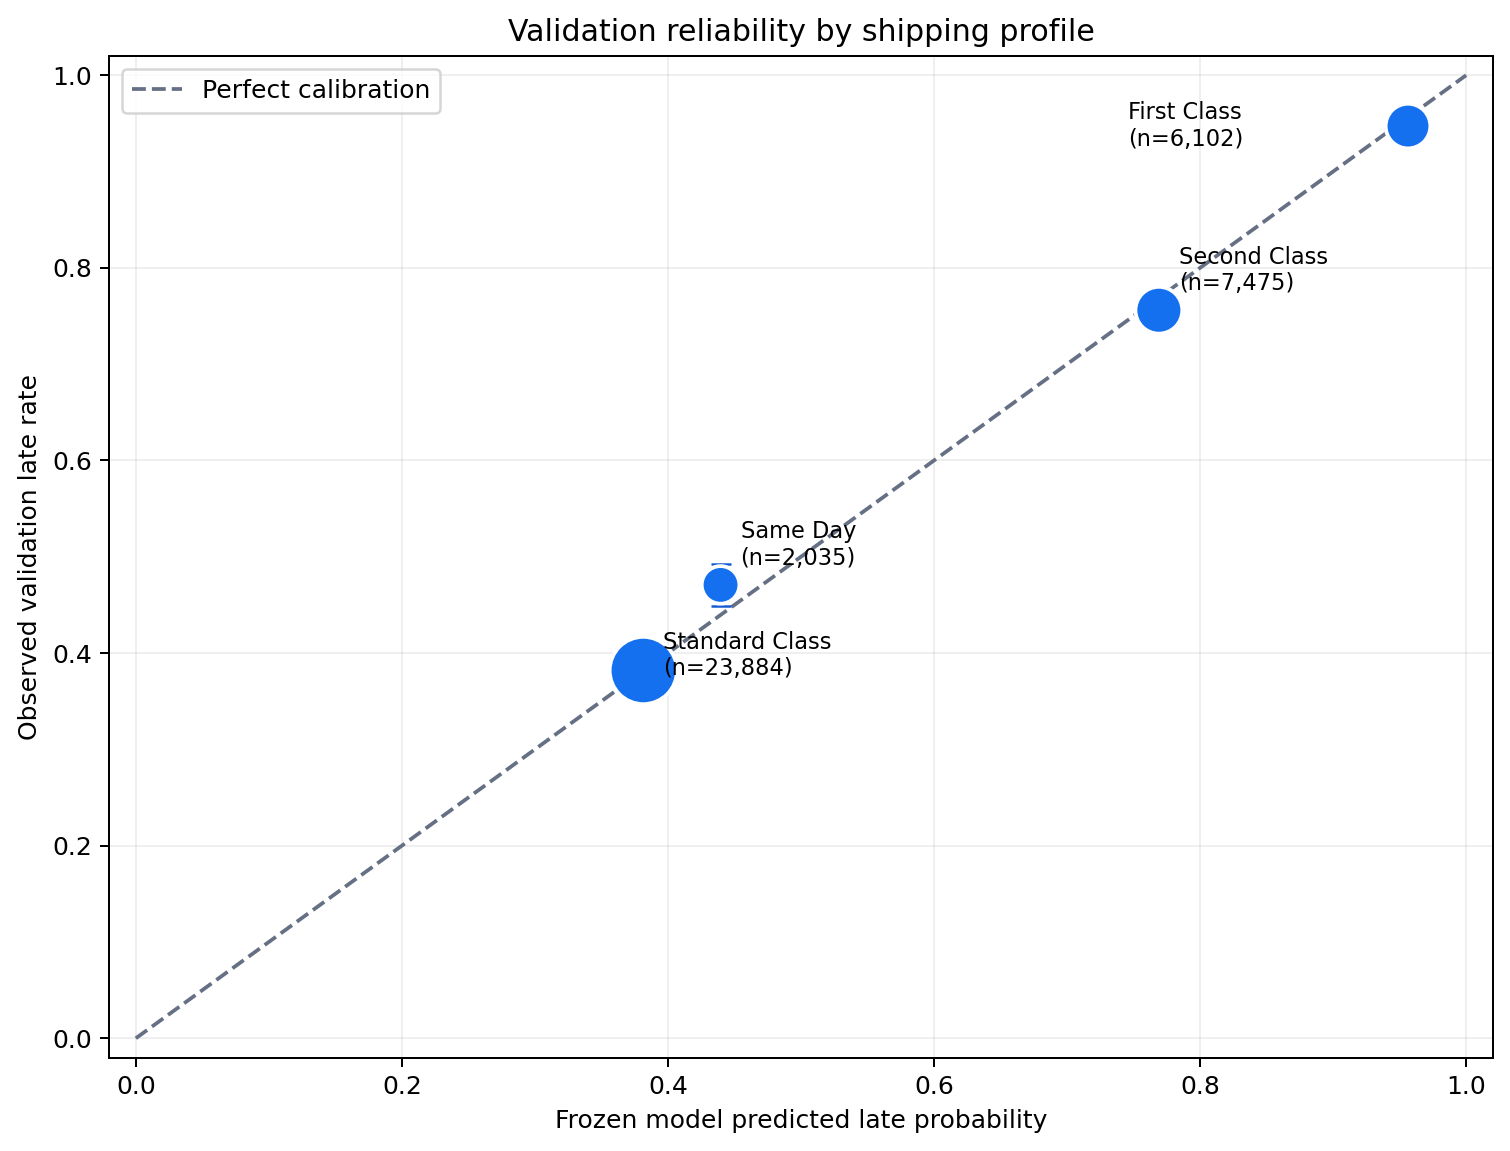 Validation reliability by shipping profile
Perfect calibration
First Class
(n=6,102)
Second Class
(n=7,475)
Same Day
(n=2,035)
Standard Class
(n=23,884)
1.0
0.8
0.6
0.4
0.2
0.0
Observed validation late rate
0.0 0.2 0.4 0.6 0.8 1.0
Frozen model predicted late probability